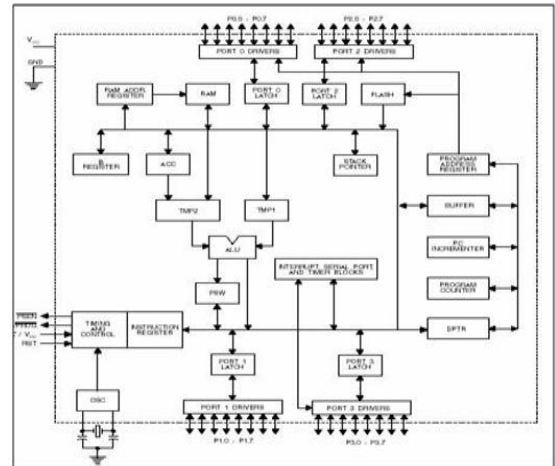 P0.0 - P0.7
P2.0 - P2.7
VCC
GND
PORT 0 DRIVERS
PORT 2 DRIVERS
RAM ADDR.
REGISTER
RAM
PORT 0
LATCH
PORT 2
LATCH
FLASH
B
REGISTER
ACC
STACK
POINTER
PROGRAM
ADDRESS
REGISTER
TMP2
TMP1
BUFFER
ALU
PC
INCREMENTER
INTERRUPT, SERIAL PORT,
AND TIMER BLOCKS
PSW
PROGRAM
COUNTER
PSEN
TIMING
AND
CONTROL
INSTRUCTION
REGISTER
DPTR
RST
PORT 1
LATCH
PORT 3
LATCH
OSC
PORT 1 DRIVERS
PORT 3 DRIVERS
P1.0 - P1.7
P3.0 - P3.7